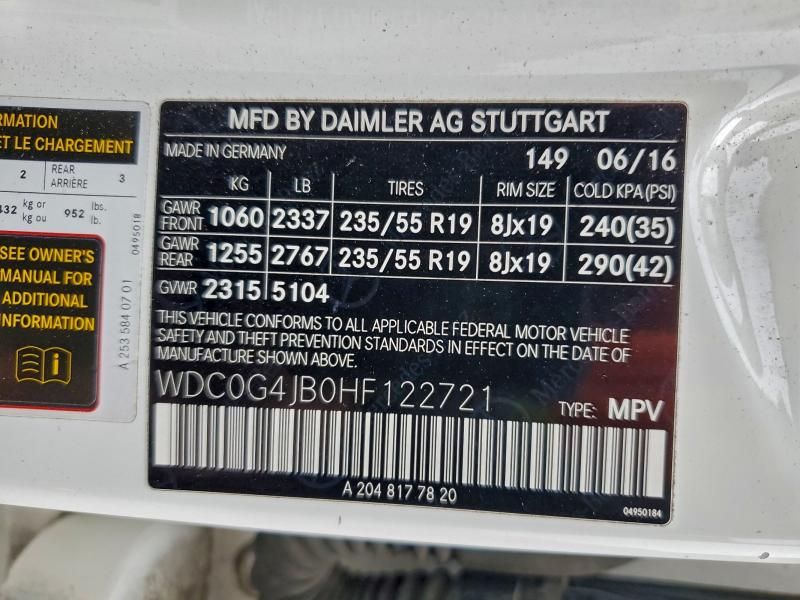 RMATION
ET LE CHARGEMENT
2 REAR ARRIÈRE 3
432 kg or kg ou 952 lbs. lb.
0495018
SEE OWNER'S
MANUAL FOR
ADDITIONAL
INFORMATION
A 253 584 07 01
MFD BY DAIMLER AG STUTTGART
MADE IN GERMANY 149 06/16
KG LB TIRES RIM SIZE COLD KPA(PSI)
GAWR FRONT 1060 2337 235/55 R19 8Jx19 240(35)
GAWR REAR 1255 2767 235/55 R19 8Jx19 290(42)
GVWR 2315 5104
THIS VEHICLE CONFORMS TO ALL APPLICABLE FEDERAL MOTOR VEHICLE
SAFETY AND THEFT PREVENTION STANDARDS IN EFFECT ON THE DATE OF
MANUFACTURE SHOWN ABOVE.
WDC0G4JB0HF122721
TYPE: MPV
A 204 817 78 20
04950184